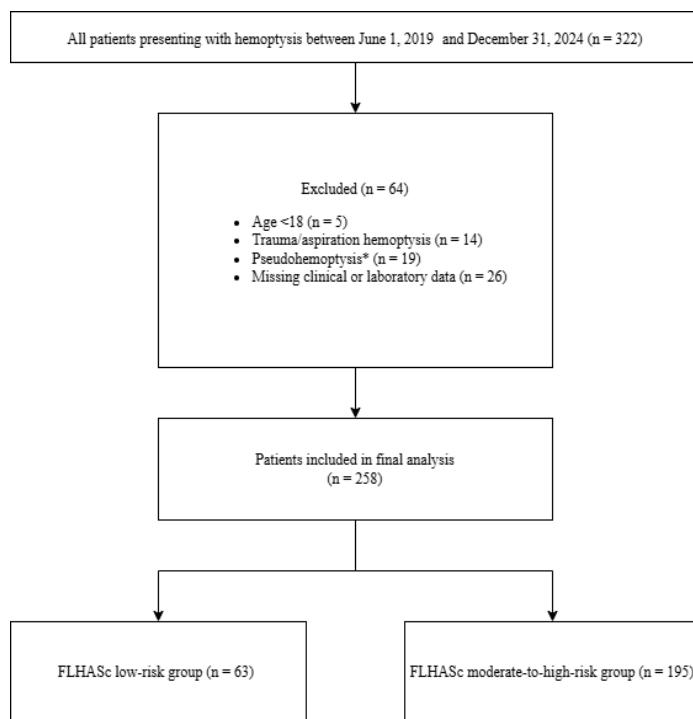 All patients presenting with hemoptysis between June 1, 2019 and December 31, 2024 (n = 322)
Excluded (n = 64)
• Age <18 (n = 5)
• Trauma/aspiration hemoptysis (n = 14)
• Pseudohemoptysis* (n = 19)
• Missing clinical or laboratory data (n = 26)
Patients included in final analysis
(n = 258)
FLHASc low-risk group (n = 63)
FLHASc moderate-to-high-risk group (n = 195)